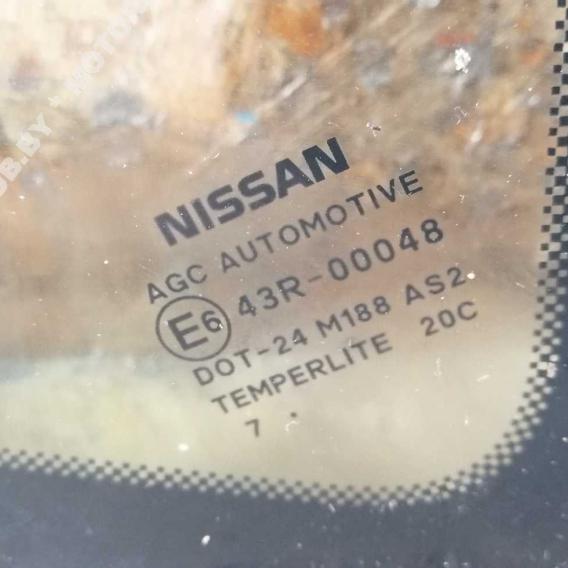 NISSAN
AGC AUTOMOTIVE
E6 43R-00048
DOT-24 M188 AS2
TEMPERLITE 20C
7 .